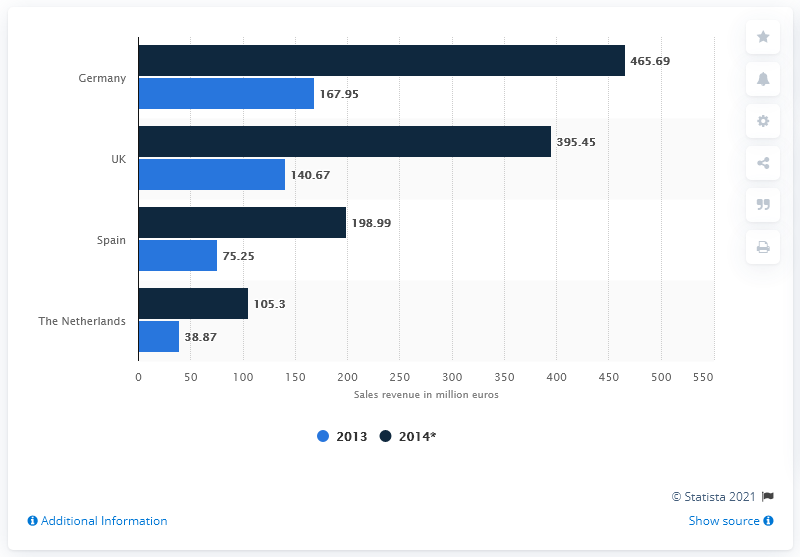 Germany
465.69
167.95
UK
395.45
140.67
Spain
198.99
75.25
The Netherlands
105.3
38.87
0 50 100 150 200 250 300 350 400 450 500 550
Sales revenue in million euros
2013 2014*
© Statista 2021
Additional Information
Show source